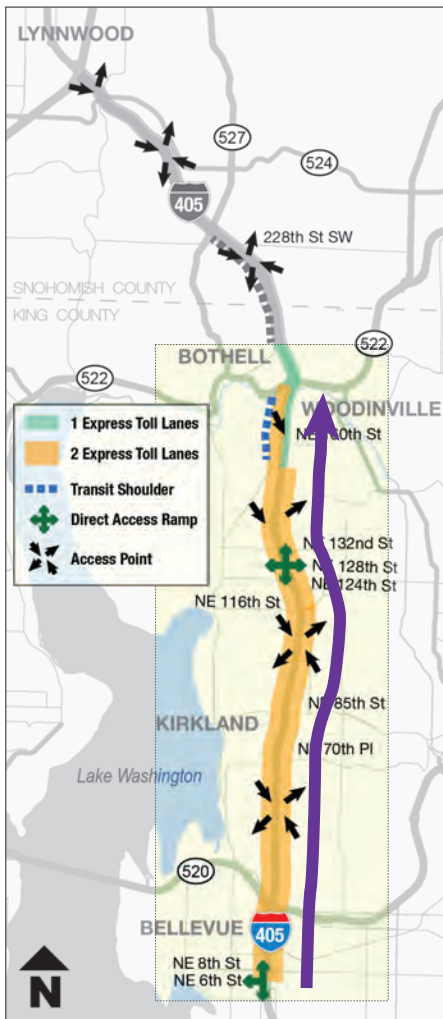 LYNNWOOD
527
524
405
228th St SW
SNOHOMISH COUNTY
KING COUNTY
BOTHELL
522
522
WOODINVILLE
1 Express Toll Lanes
2 Express Toll Lanes
Transit Shoulder
Direct Access Ramp
Access Point
NE 132nd St
NE 128th St
NE 124th St
NE 116th St
NE 85th St
KIRKLAND
NE 70th Pl
Lake Washington
520
BELLEVUE
405
NE 8th St
NE 6th St
N